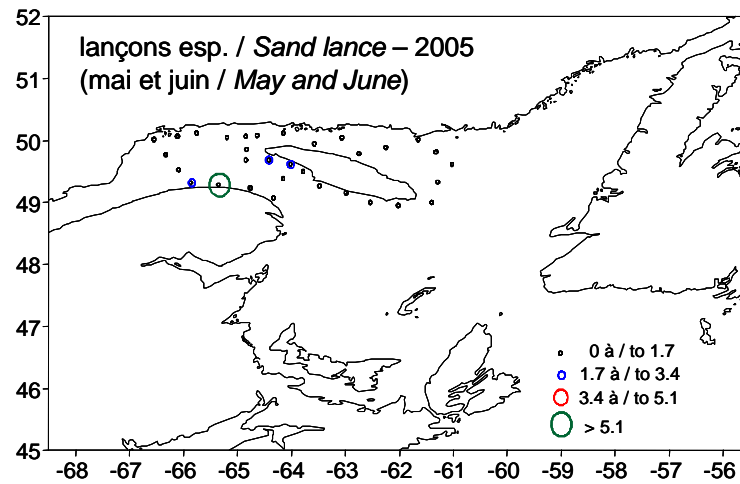 52
lançons esp. / Sand lance – 2005
51
(mai et juin / May and June)
50
49
48
47
0 à / to 1.7
1.7 à / to 3.4
46
3.4 à / to 5.1
> 5.1
45
-68 -67 -66 -65 -64 -63 -62 -61 -60 -59 -58 -57 -56